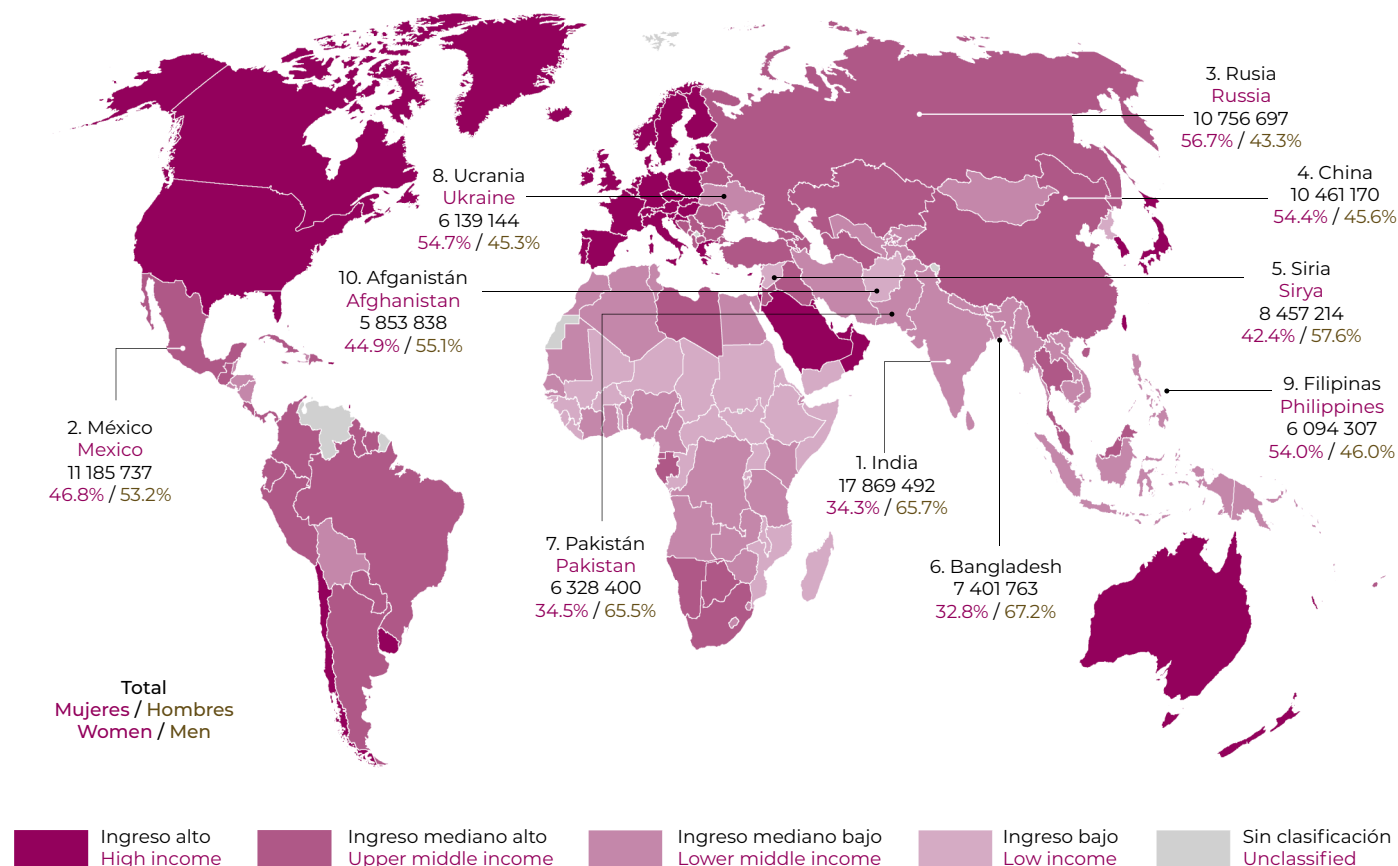 3. Rusia
Russia
10 756 697
56.7% / 43.3%
4. China
10 461 170
54.4% / 45.6%
8. Ucrania
Ukraine
6 139 144
54.7% / 45.3%
10. Afganistán
Afghanistan
5 853 838
44.9% / 55.1%
5. Siria
Sirya
8 457 214
42.4% / 57.6%
9. Filipinas
Philippines
6 094 307
54.0% / 46.0%
2. México
Mexico
11 185 737
46.8% / 53.2%
1. India
17 869 492
34.3% / 65.7%
7. Pakistán
Pakistan
6 328 400
34.5% / 65.5%
6. Bangladesh
7 401 763
32.8% / 67.2%
Total
Mujeres / Hombres
Women / Men
Ingreso alto
High income
Ingreso mediano alto
Upper middle income
Ingreso mediano bajo
Lower middle income
Ingreso bajo
Low income
Sin clasificación
Unclassified